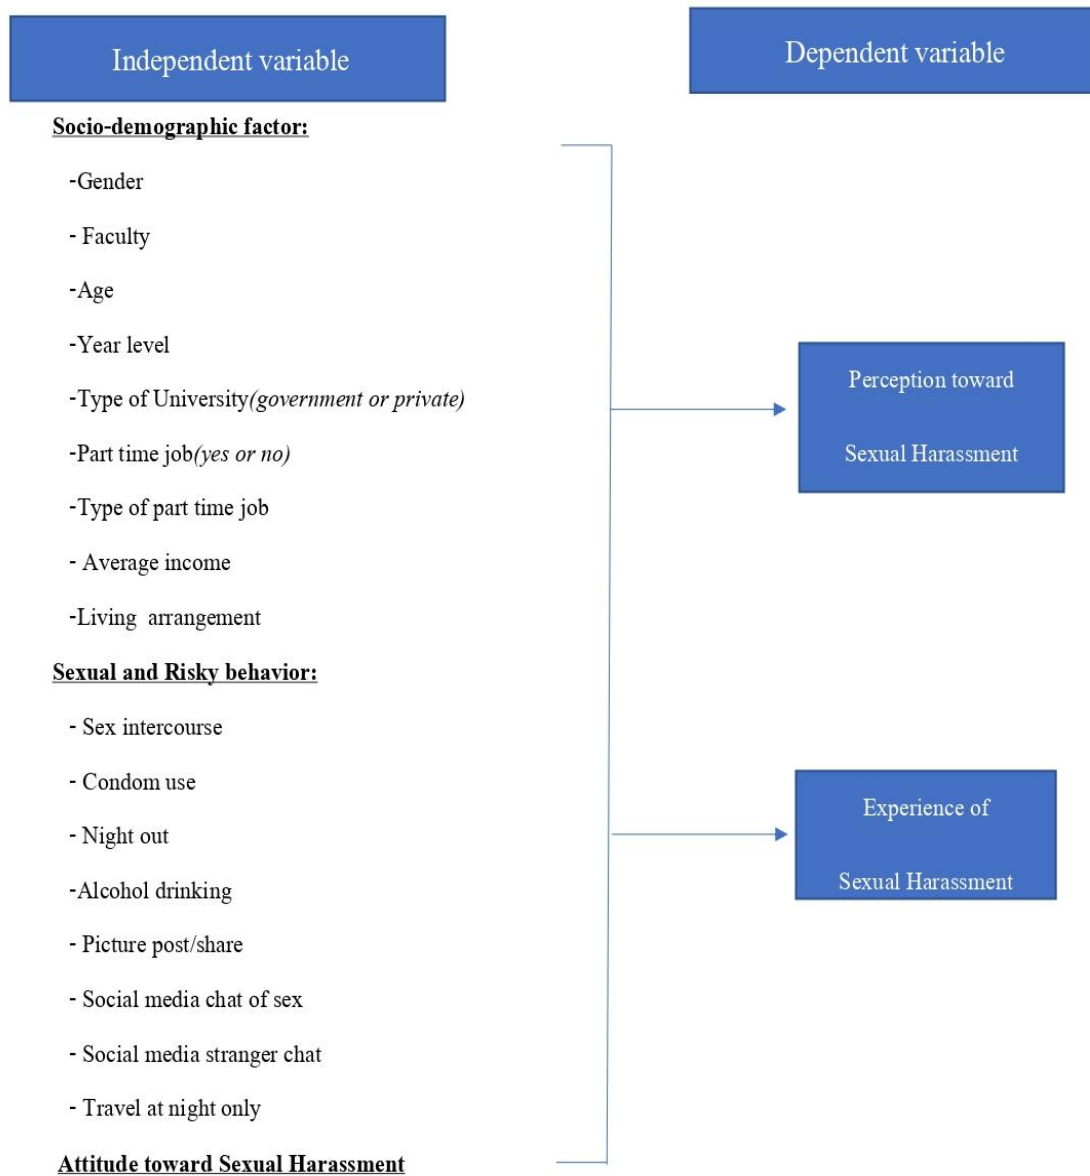 Independent variable
Dependent variable
Socio-demographic factor:
-Gender
- Faculty
-Age
-Year level
-Type of University(government or private)
-Part time job(yes or no)
-Type of part time job
- Average income
-Living arrangement
Sexual and Risky behavior:
- Sex intercourse
- Condom use
- Night out
-Alcohol drinking
- Picture post/share
- Social media chat of sex
- Social media stranger chat
- Travel at night only
Attitude toward Sexual Harassment
Perception toward
Sexual Harassment
Experience of
Sexual Harassment